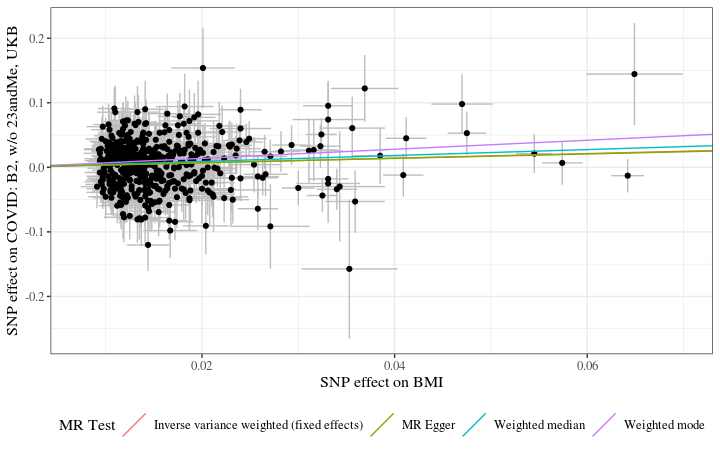 SNP effect on COVID: B2, w/o 23andMe, UKB
0.2
0.1
0.0
-0.1
-0.2
0.02
0.04
0.06
SNP effect on BMI
MR Test
Inverse variance weighted (fixed effects)
MR Egger
Weighted median
Weighted mode